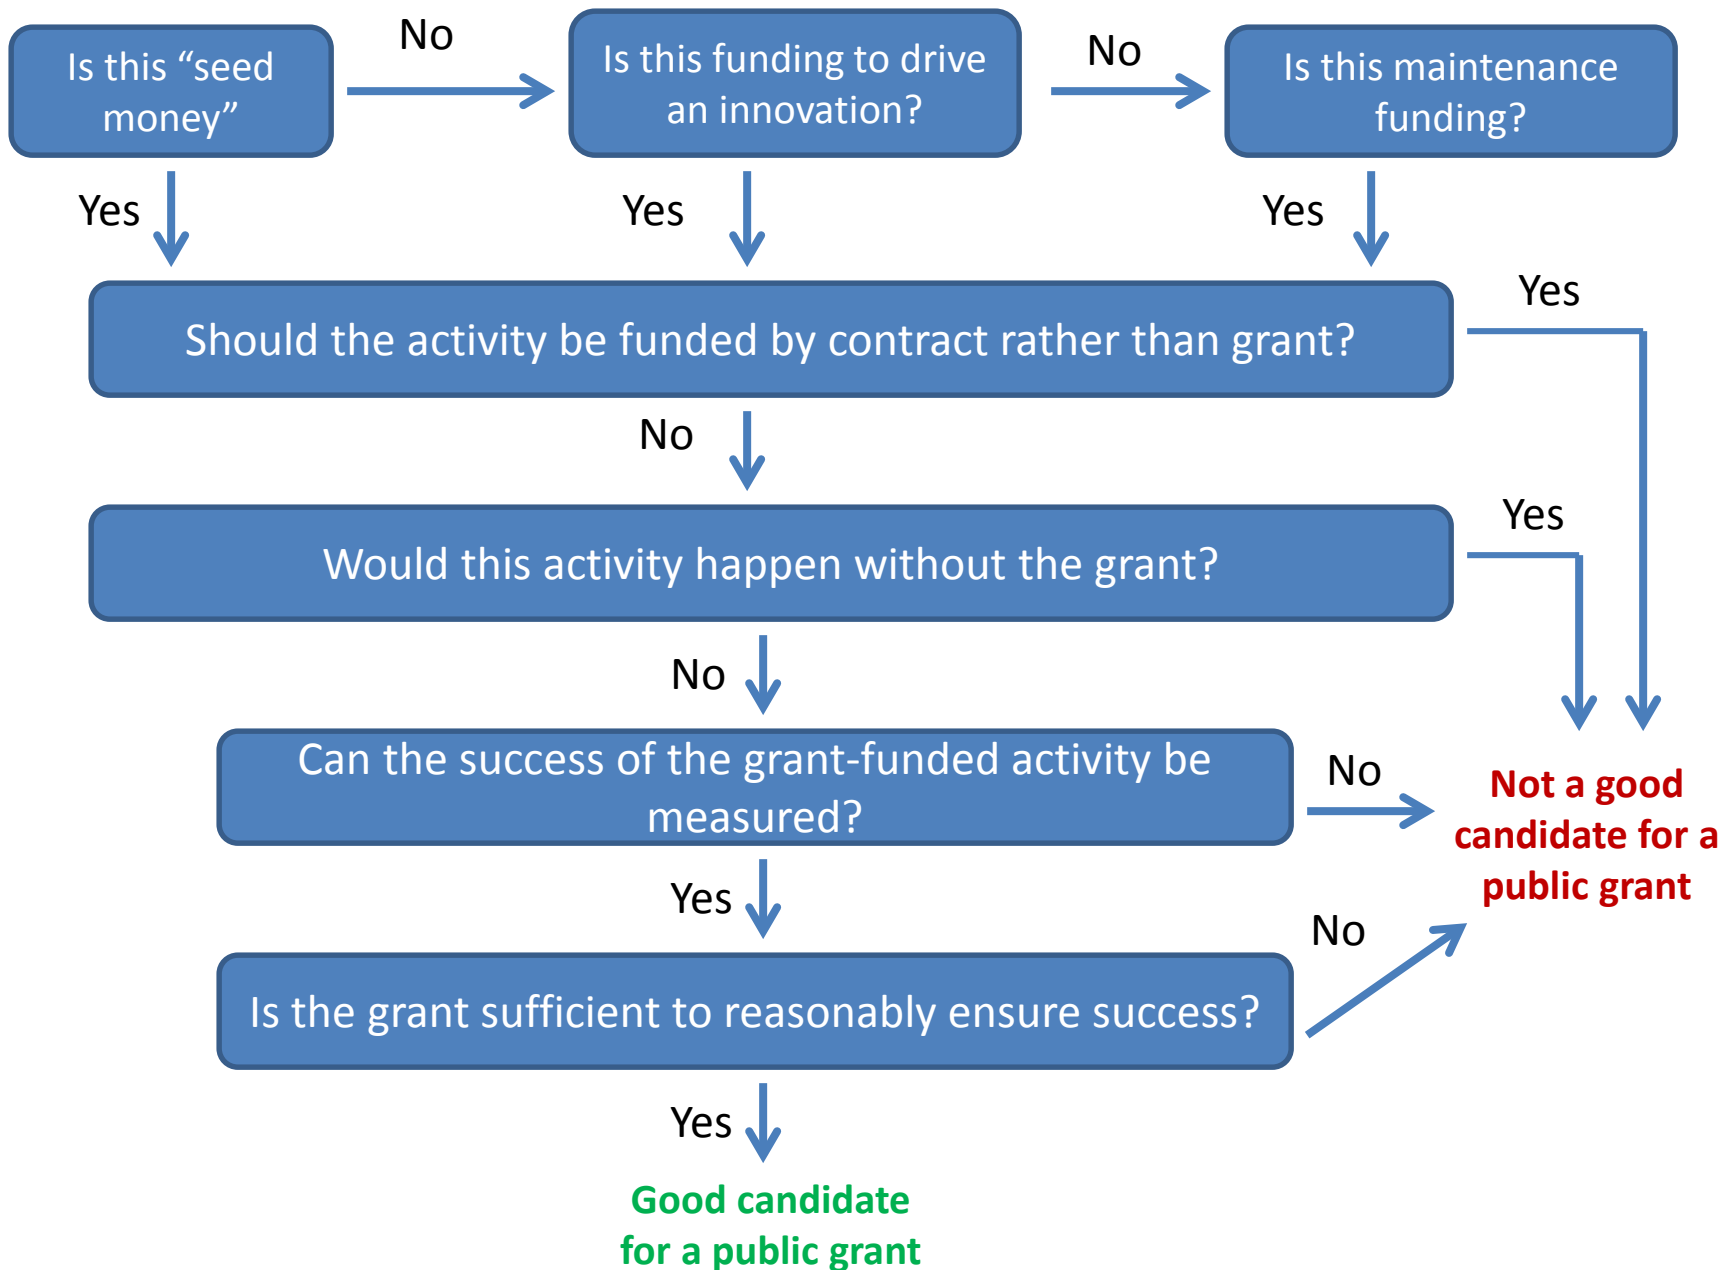 Is this “seed
money”
No
Is this funding to drive
an innovation?
No
Is this maintenance
funding?
Yes
Yes
Yes
Should the activity be funded by contract rather than grant?
Yes
No
Would this activity happen without the grant?
Yes
No
Can the success of the grant-funded activity be
measured?
No
Not a good
candidate for a
public grant
Yes
Is the grant sufficient to reasonably ensure success?
No
Yes
Good candidate
for a public grant